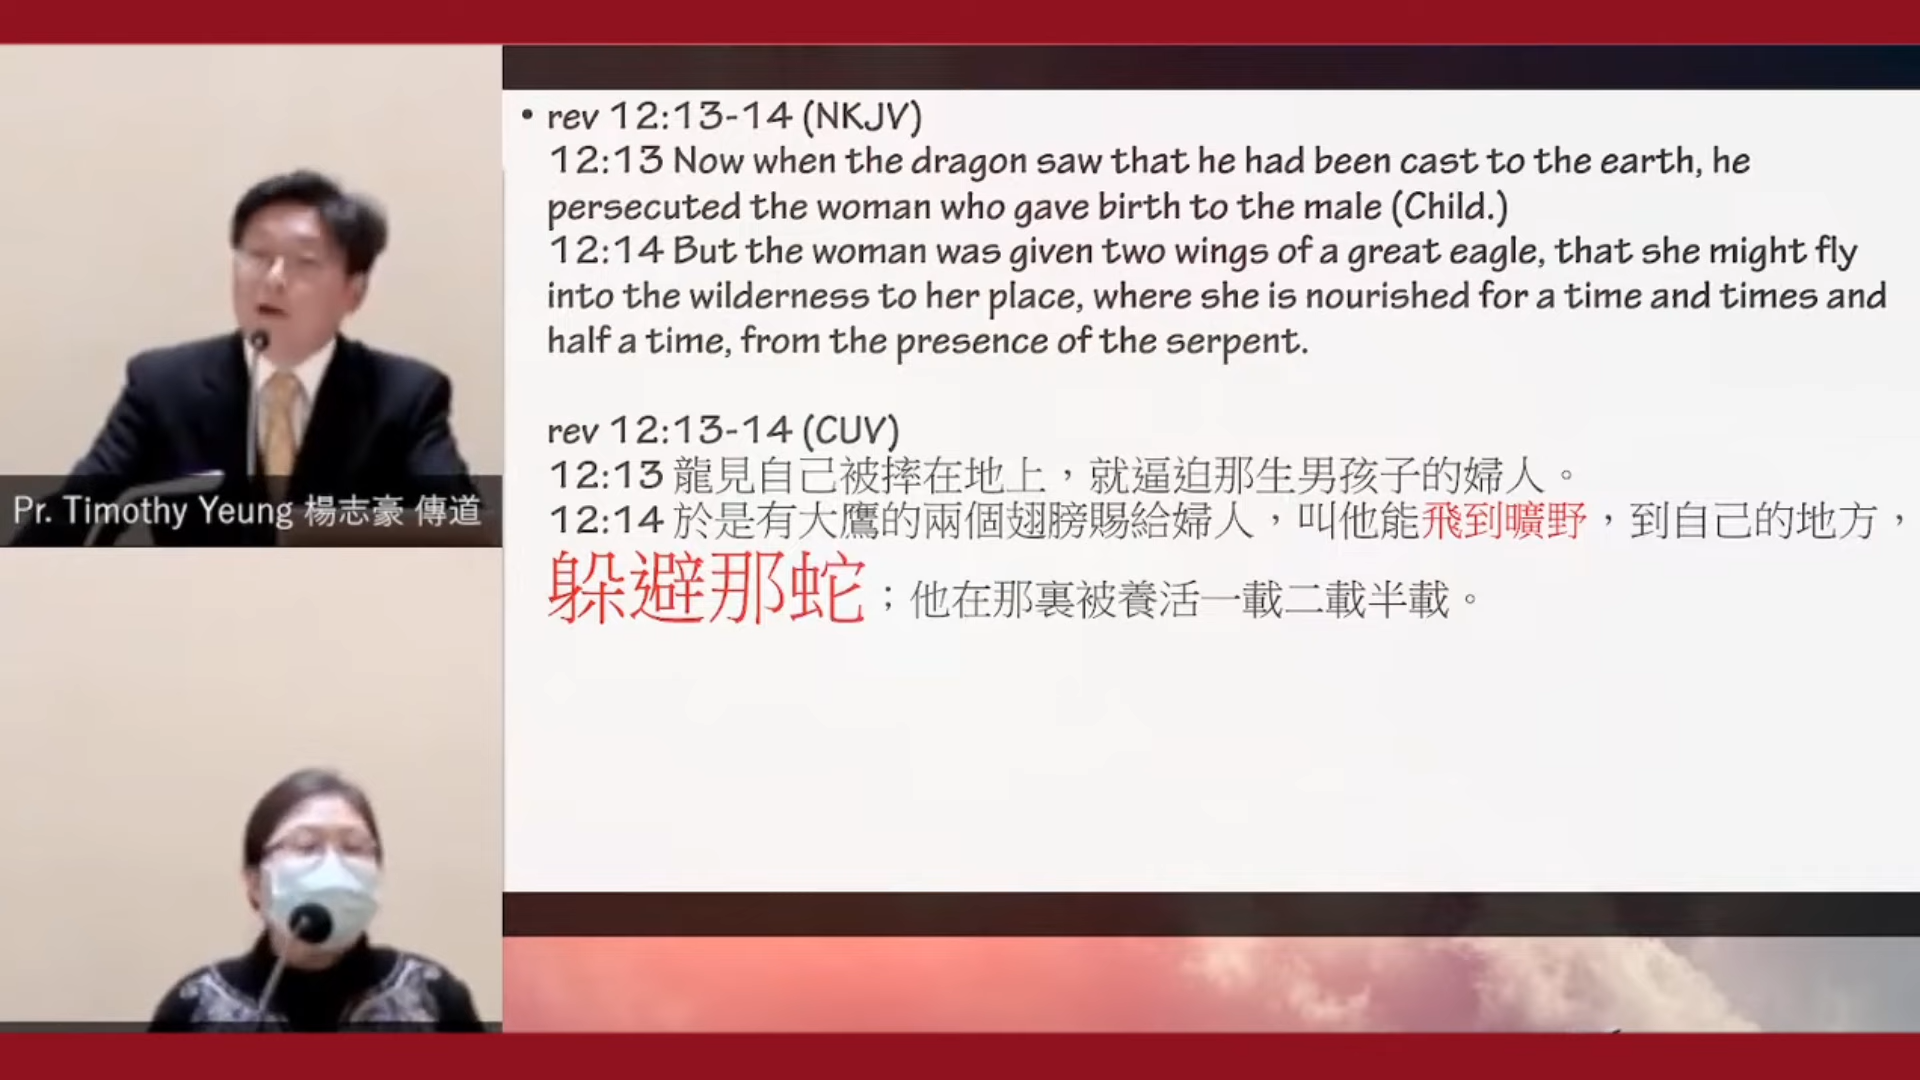 • rev 12:13-14 (NKJV)
12:13 Now when the dragon saw that he had been cast to the earth, he
persecuted the woman who gave birth to the male (Child.)
12:14 But the woman was given two wings of a great eagle, that she might fly
into the wilderness to her place, where she is nourished for a time and times and
half a time, from the presence of the serpent.
rev 12:13-14 (CUV)
12:13 龍見自己被摔在地上，就逼迫那生男孩子的婦人。
12:14 於是有大鷹的兩個翅膀賜給婦人，叫他能飛到曠野，到自己的地方，
躲避那蛇；他在那裏被養活一載二載半載。
Pr. Timothy Yeung 楊志豪 傳道